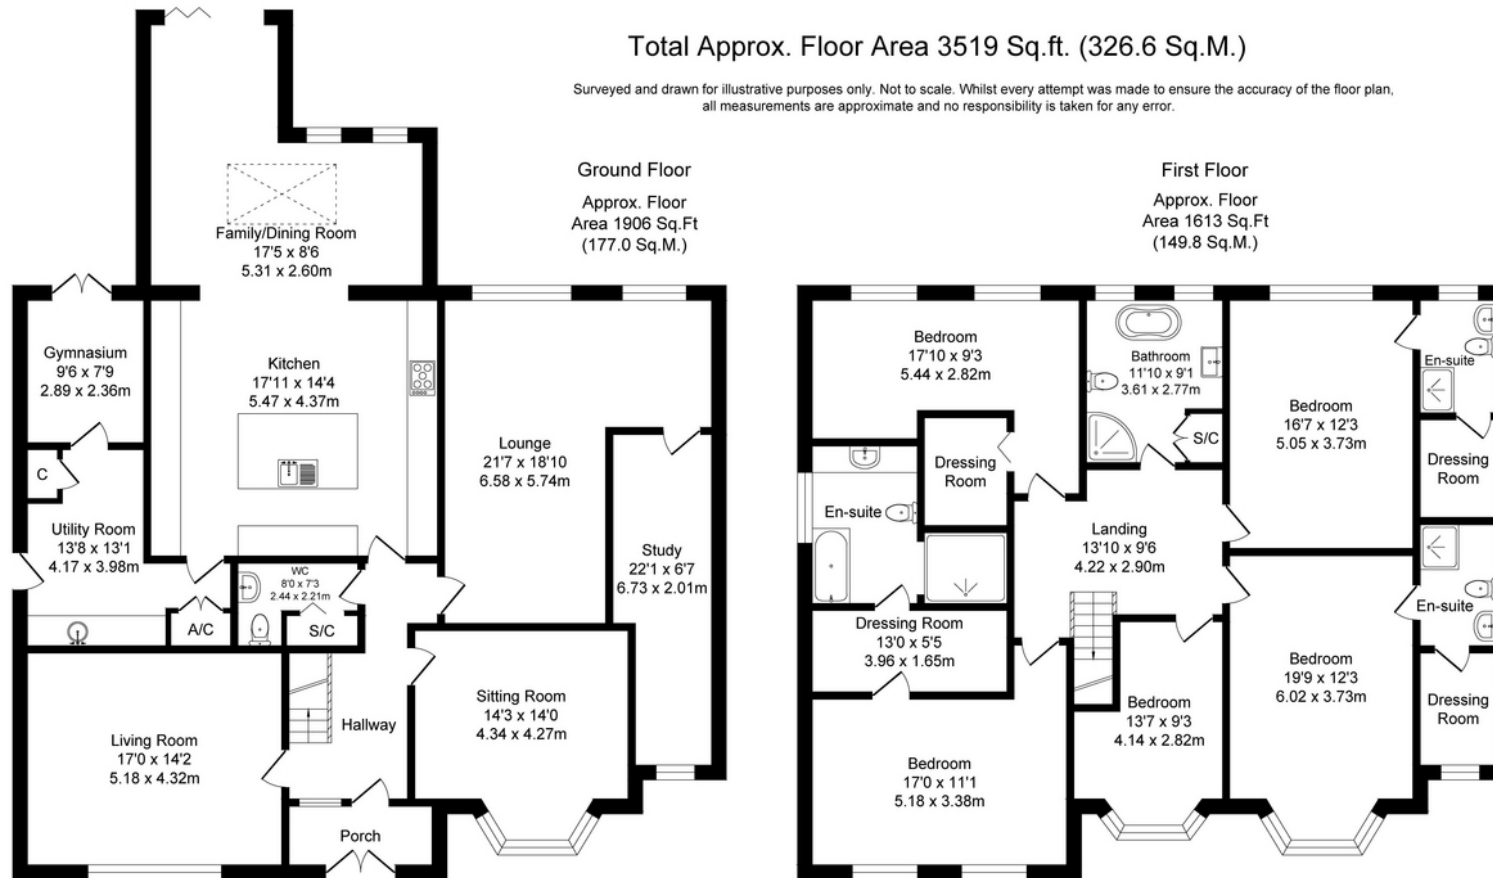 Total Approx. Floor Area 3519 Sq.ft. (326.6 Sq.M.)
Surveyed and drawn for illustrative purposes only. Not to scale. Whilst every attempt was made to ensure the accuracy of the floor plan,
all measurements are approximate and no responsibility is taken for any error.
Ground Floor
Approx. Floor
Area 1906 Sq.Ft
(177.0 Sq.M.)
Family/Dining Room
17'5 x 8'6
5.31 x 2.60m
Gymnasium
9'6 x 7'9
2.89 x 2.36m
Kitchen
17'11 x 14'4
5.47 x 4.37m
Lounge
21'7 x 18'10
6.58 x 5.74m
C
Utility Room
13'8 x 13'1
4.17 x 3.98m
WC
8'0 x 7'3
2.44 x 2.21m
Study
22'1 x 6'7
6.73 x 2.01m
A/C
S/C
Living Room
17'0 x 14'2
5.18 x 4.32m
Hallway
Sitting Room
14'3 x 14'0
4.34 x 4.27m
Porch
First Floor
Approx. Floor
Area 1613 Sq.Ft
(149.8 Sq.M.)
Bedroom
17'10 x 9'3
5.44 x 2.82m
Bathroom
11'10 x 9'1
3.61 x 2.77m
S/C
Bedroom
16'7 x 12'3
5.05 x 3.73m
En-suite
Dressing
Room
Dressing
Room
En-suite
Landing
13'10 x 9'6
4.22 x 2.90m
Dressing Room
13'0 x 5'5
3.96 x 1.65m
En-suite
Bedroom
19'9 x 12'3
6.02 x 3.73m
Dressing
Room
Bedroom
13'7 x 9'3
4.14 x 2.82m
Bedroom
17'0 x 11'1
5.18 x 3.38m